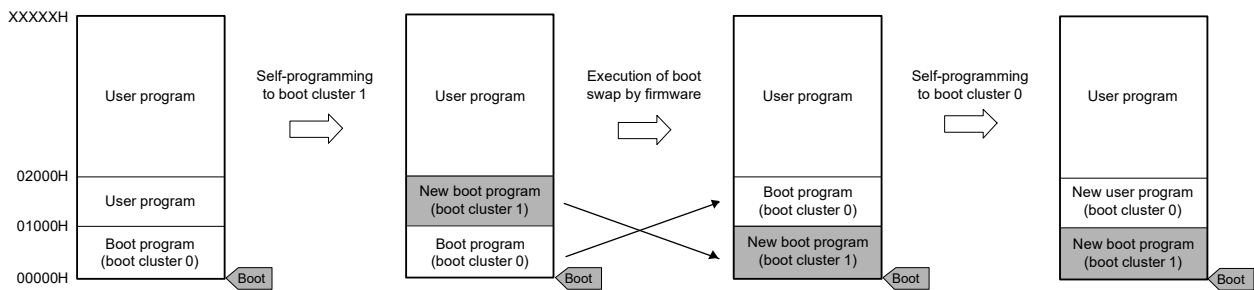 XXXXXH
User program
02000H
User program
01000H
Boot program
(boot cluster 0)
00000H
Boot
Self-programming
to boot cluster 1
User program
New boot program
(boot cluster 1)
Boot program
(boot cluster 0)
Boot
Execution of boot
swap by firmware
User program
Boot program
(boot cluster 0)
New boot program
(boot cluster 1)
Boot
Self-programming
to boot cluster 0
User program
New user program
(boot cluster 0)
New boot program
(boot cluster 1)
Boot